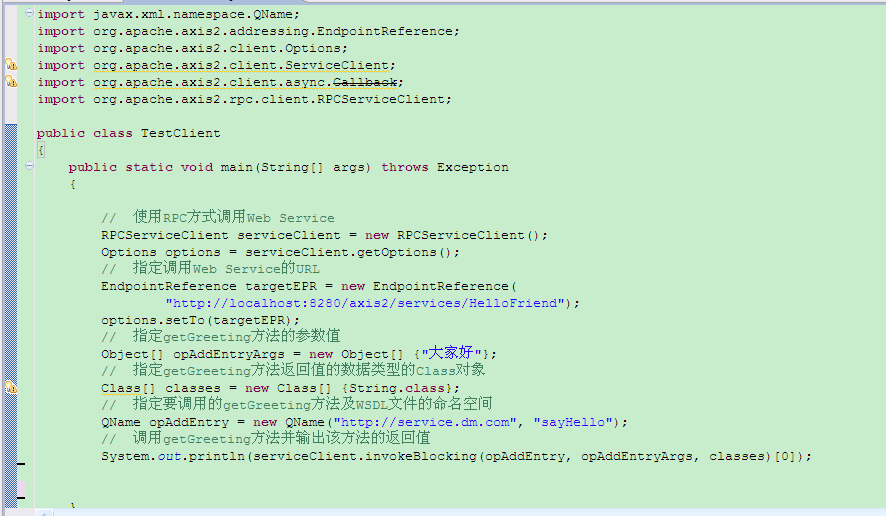 import javax.xml.namespace.QName;
import org.apache.axis2.addressing.EndpointReference;
import org.apache.axis2.client.Options;
import org.apache.axis2.client.ServiceClient;
import org.apache.axis2.client.async.Callback;
import org.apache.axis2.rpc.client.RPCServiceClient;
public class TestClient
{
public static void main(String[] args) throws Exception
{
// 使用RPC方式调用Web Service
RPCServiceClient serviceClient = new RPCServiceClient();
Options options = serviceClient.getOptions();
// 指定调用Web Service的URL
EndpointReference targetEPR = new EndpointReference(
"http://localhost:8280/axis2/services/HelloFriend");
options.setTo(targetEPR);
// 指定getGreeting方法的参数值
Object[] opAddEntryArgs = new Object[] {"大家好"};
// 指定getGreeting方法返回值的数据类型的Class对象
Class[] classes = new Class[] {String.class};
// 指定要调用的getGreeting方法及WSDL文件的命名空间
QName opAddEntry = new QName("http://service.dm.com", "sayHello");
// 调用getGreeting方法并输出该方法的返回值
System.out.println(serviceClient.invokeBlocking(opAddEntry, opAddEntryArgs, classes)[0]);
}